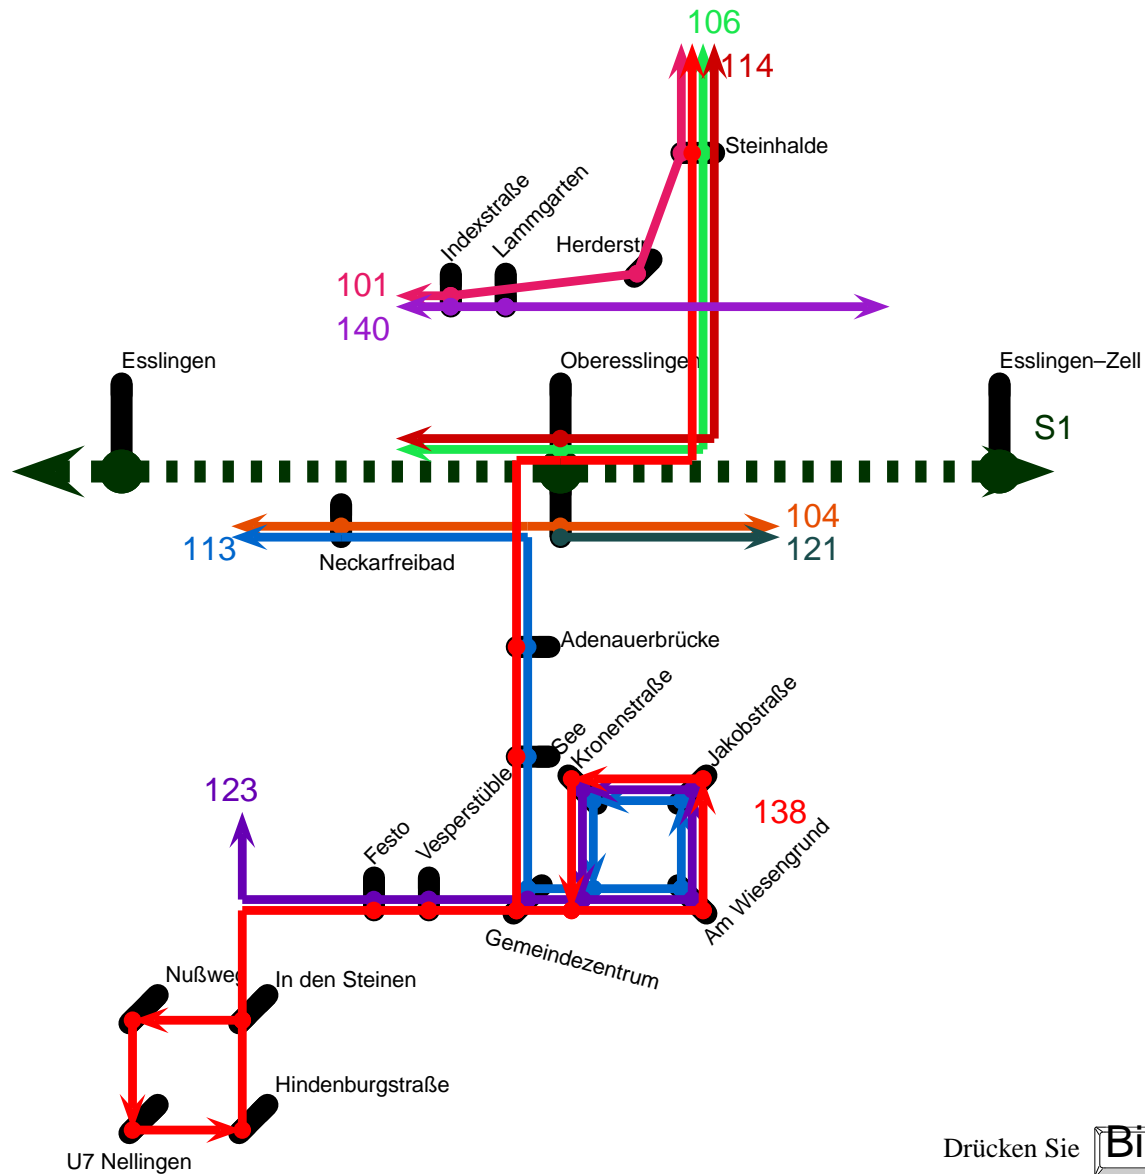 106
114
Steinhalde
Indexstraße
Lammgarten
Herderstr
101
140
Esslingen
Oberesslingen
Esslingen–Zell
S1
104
113
121
Neckarfreibad
Adenauerbrücke
See
Kronenstraße
Jakobstraße
123
138
Festo
Vesperstüble
Am Wiesengrund
Gemeindezentrum
Nußweg
In den Steinen
Hindenburgstraße
U7 Nellingen
Drücken Sie Bi